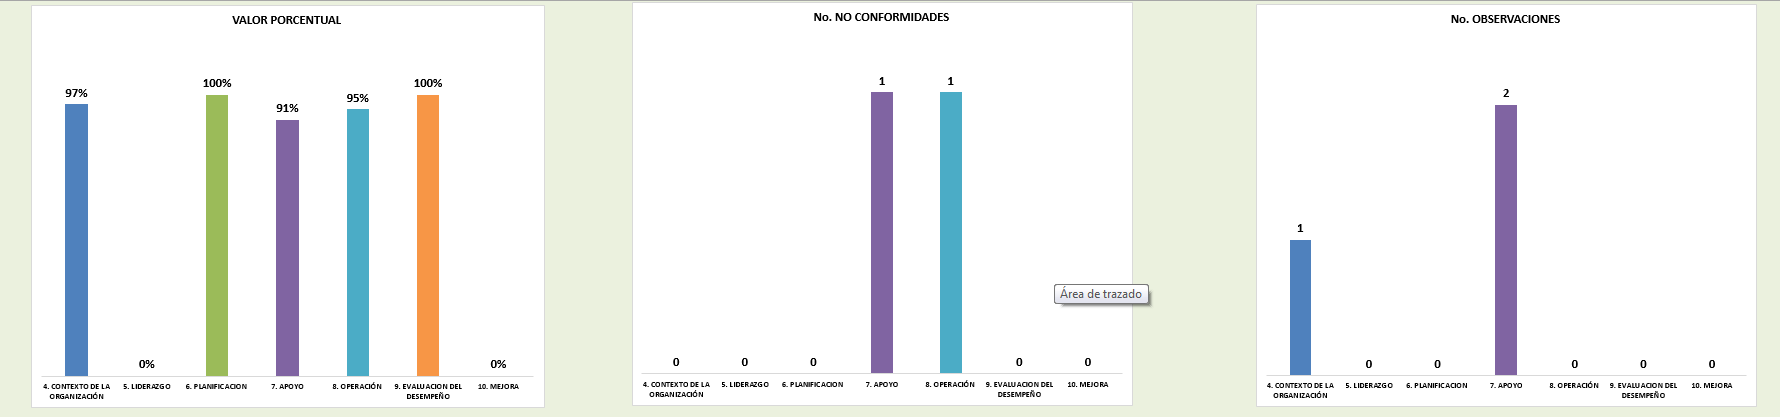 VALOR PORCENTUAL
97%
0%
100%
91%
95%
100%
0%
4. CONTEXTO DE LA
ORGANIZACIÓN
5. LIDERAZGO
6. PLANIFICACION
7. APOYO
8. OPERACIÓN
9. EVALUACION DEL
DESEMPEÑO
10. MEJORA
No. NO CONFORMIDADES
0
0
0
1
1
0
0
Área de trazado
4. CONTEXTO DE LA
ORGANIZACIÓN
5. LIDERAZGO
6. PLANIFICACION
7. APOYO
8. OPERACIÓN
9. EVALUACION DEL
DESEMPEÑO
10. MEJORA
No. OBSERVACIONES
1
0
0
2
0
0
0
4. CONTEXTO DE LA
ORGANIZACIÓN
5. LIDERAZGO
6. PLANIFICACION
7. APOYO
8. OPERACIÓN
9. EVALUACION DEL
DESEMPEÑO
10. MEJORA